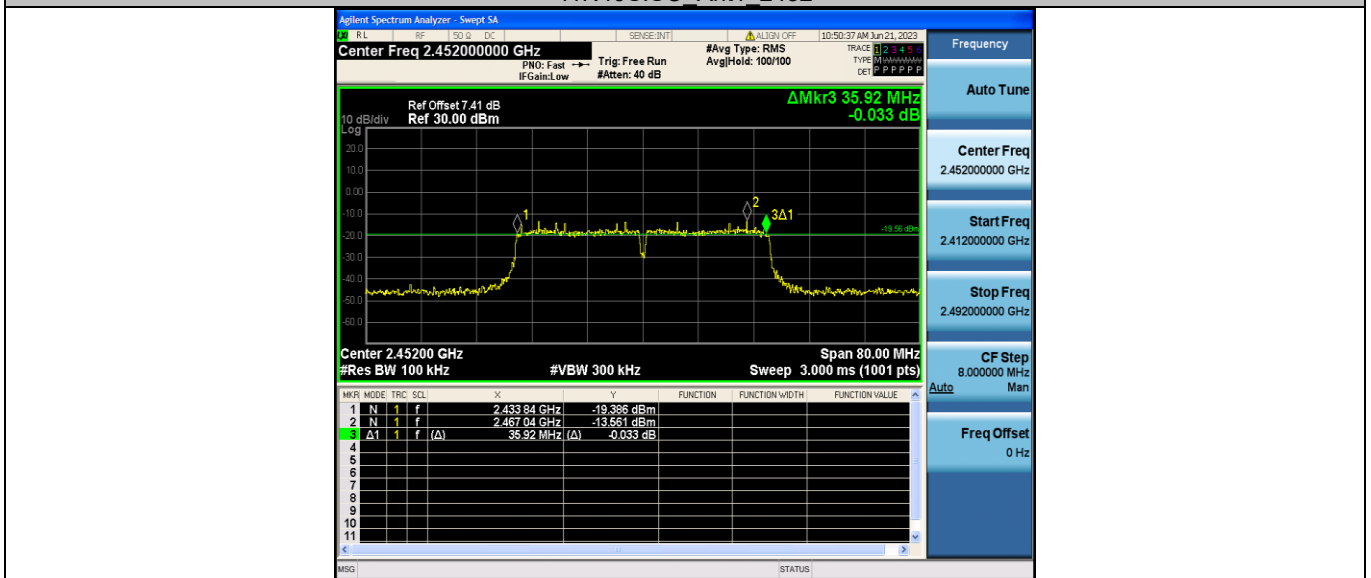 Agilent Spectrum Analyzer - Swept SA
RL RF 50 Ω DC SENSE:INT ALIGN OFF 10:50:37 AM Jun 21, 2023
Center Freq 2.452000000 GHz
PNO: Fast
IFGain:Low
Trig: Free Run
#Atten: 40 dB
#Avg Type: RMS
Avg|Hold: 100/100
TRACE 1 2 3 4 5 6
TYPE M
DET P P P P P P
Frequency
Auto Tune
Center Freq
2.452000000 GHz
Start Freq
2.412000000 GHz
Stop Freq
2.492000000 GHz
CF Step
8.000000 MHz
Auto Man
Freq Offset
0 Hz
ΔMkr3 35.92 MHz
-0.033 dB
Ref Offset 7.41 dB
10 dB/div Ref 30.00 dBm
Log
20.0
10.0
0.00
-10.0
-20.0
-30.0
-40.0
-50.0
-60.0
1
2
3Δ1
-19.56 dBm
Center 2.45200 GHz Span 80.00 MHz
#Res BW 100 kHz #VBW 300 kHz Sweep 3.000 ms (1001 pts)
MKR MODE TRC SCL X Y FUNCTION FUNCTION WIDTH FUNCTION VALUE
1 N 1 f 2.433 84 GHz -19.386 dBm
2 N 1 f 2.467 04 GHz -13.561 dBm
3 Δ1 1 f (Δ) 35.92 MHz (Δ) -0.033 dB
4
5
6
7
8
9
10
11
MSG STATUS